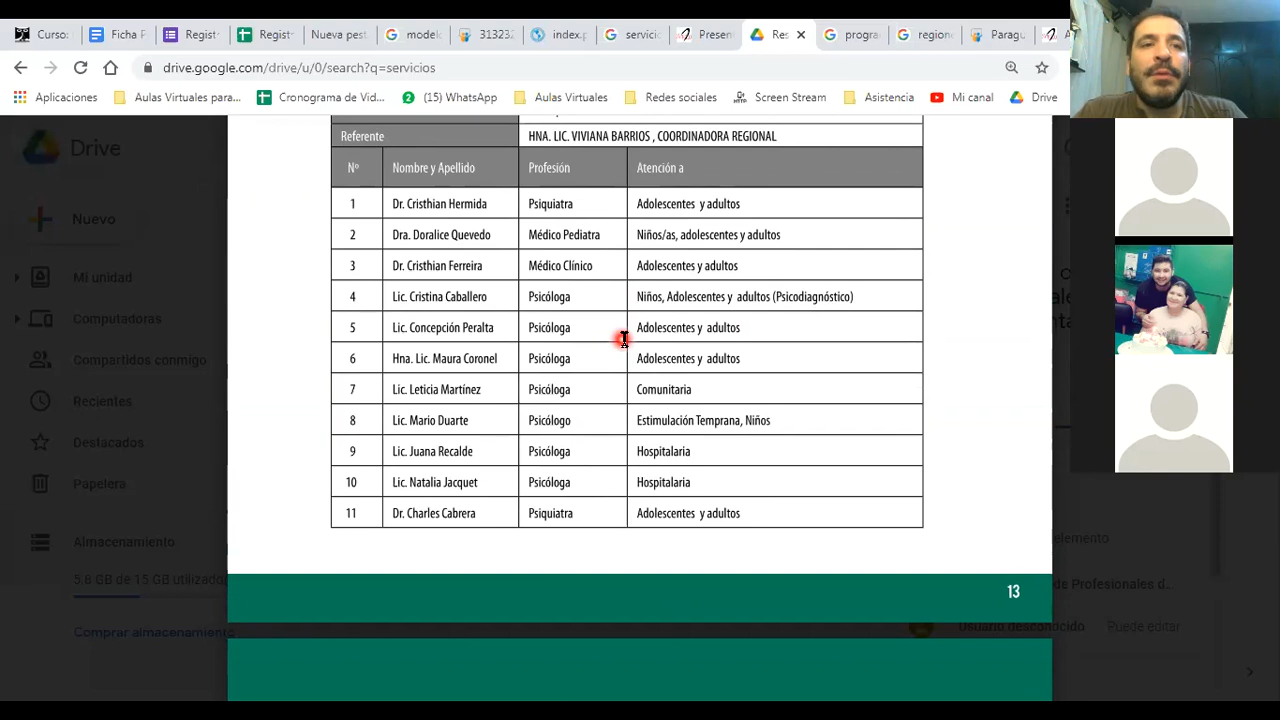 Curso:
Ficha P
Regist
Regist
Nueva pest
model
31323
index.p
servici
Presen
Res
progr
region
Paragu
drive.google.com/drive/u/0/search?q=servicios
Aplicaciones
Aulas Virtuales para...
Cronograma de Vid...
(15) WhatsApp
Aulas Virtuales
Redes sociales
Screen Stream
Asistencia
Mi canal
Drive
Drive
Nuevo
Mi unidad
Computadoras
Compartidos conmigo
Recientes
Destacados
Papelera
Almacenamiento
5.8 GB de 15 GB utilizado
Comprar almacenamiento
Referente HNA. LIC. VIVIANA BARRIOS , COORDINADORA REGIONAL
Nº Nombre y Apellido Profesión Atención a
1 Dr. Cristhian Hermida Psiquiatra Adolescentes y adultos
2 Dra. Doralice Quevedo Médico Pediatra Niños/as, adolescentes y adultos
3 Dr. Cristhian Ferreira Médico Clínico Adolescentes y adultos
4 Lic. Cristina Caballero Psicóloga Niños, Adolescentes y adultos (Psicodiagnóstico)
5 Lic. Concepción Peralta Psicóloga Adolescentes y adultos
6 Hna. Lic. Maura Coronel Psicóloga Adolescentes y adultos
7 Lic. Leticia Martínez Psicóloga Comunitaria
8 Lic. Mario Duarte Psicólogo Estimulación Temprana, Niños
9 Lic. Juana Recalde Psicóloga Hospitalaria
10 Lic. Natalia Jacquet Psicóloga Hospitalaria
11 Dr. Charles Cabrera Psiquiatra Adolescentes y adultos
13
elemento
de Profesionales d...
Usuario desconocido
Puede editar